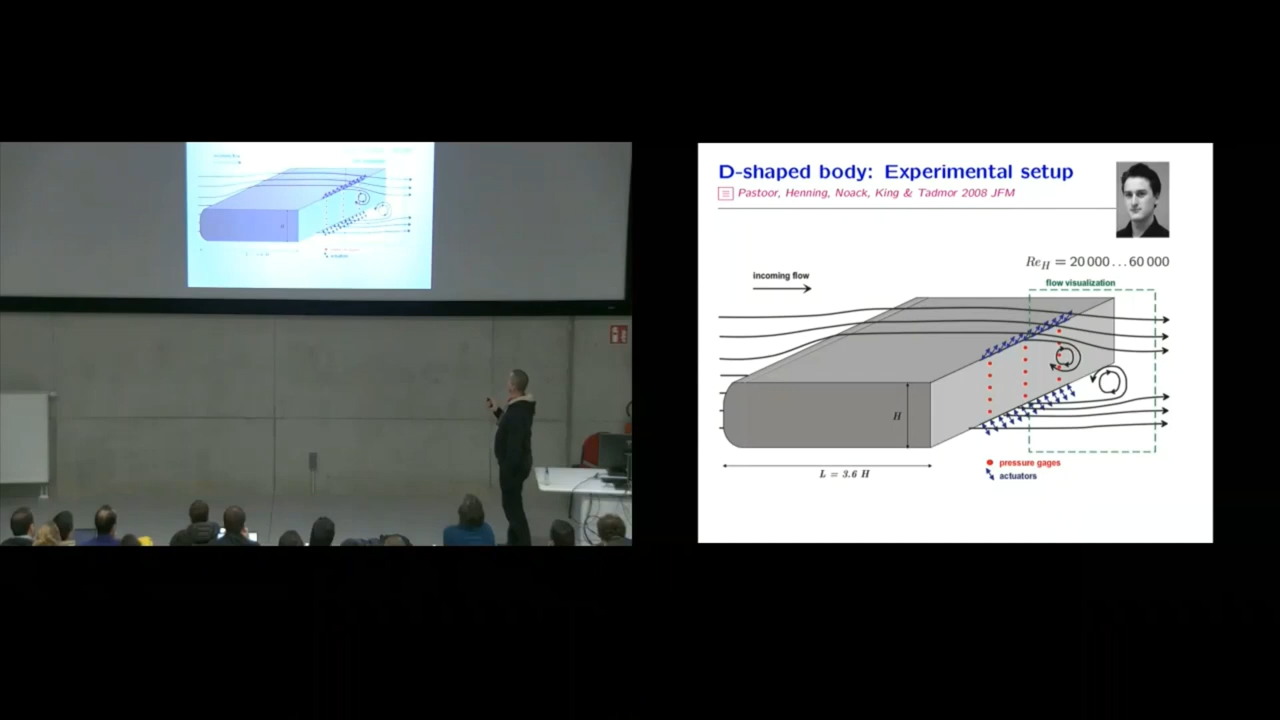 D-shaped body: Experimental setup
Pastoor, Henning, Noack, King & Tadmor 2008 JFM
Re_H = 20 000 … 60 000
incoming flow
flow visualization
H
L = 3.6 H
pressure gages
actuators
actuators